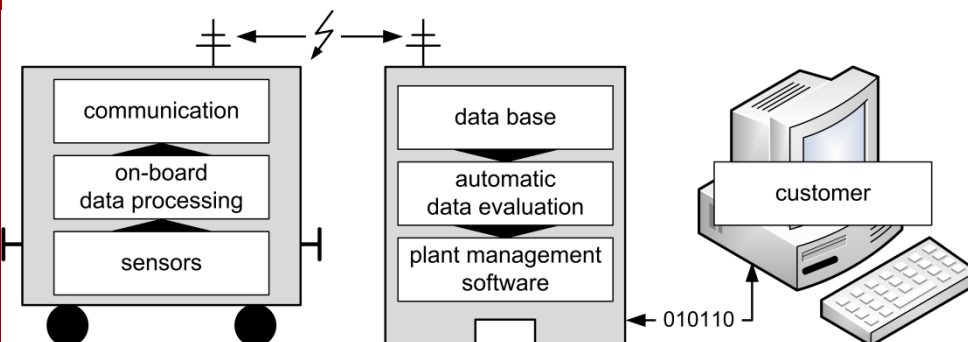 communication
on-board
data processing
sensors
data base
automatic
data evaluation
plant management
software
customer
010110